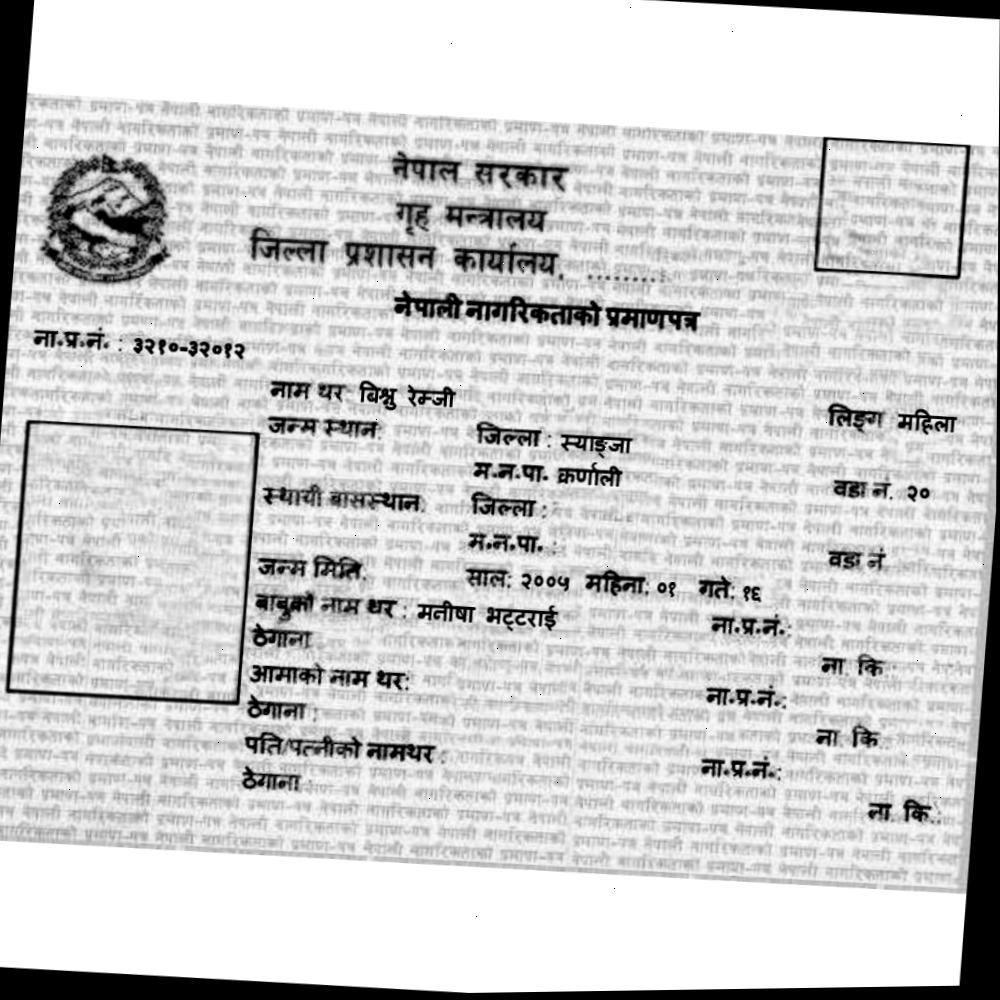 नेपाल सरकार
गृह मन्त्रालय
जिल्ला प्रशासन कार्यालय, .........
नेपाली नागरिकताको प्रमाणपत्र
ना.प्र.नं. : ३२१०-३२०१२
नाम थर बिश्नु रेम्जी लिङ्ग महिला
जन्म स्थान: जिल्ला : स्याङ्जा
म.न.पा. कर्णाली वडा नं. २०
स्थायी बासस्थान: जिल्ला :
म.न.पा. : वडा नं.
जन्म मिति: साल: २००५ महिना: ०१ गते: १६
बाबुको नाम थर : मतीषा भट्टराई ना.प्र.नं.:
ठेगाना ना. कि.:
आमाको नाम थर: ना.प्र.नं.:
ठेगाना : ना. कि.:
पति/पत्नीको नामथर : ना.प्र.नं.:
ठेगाना : ना. कि.: